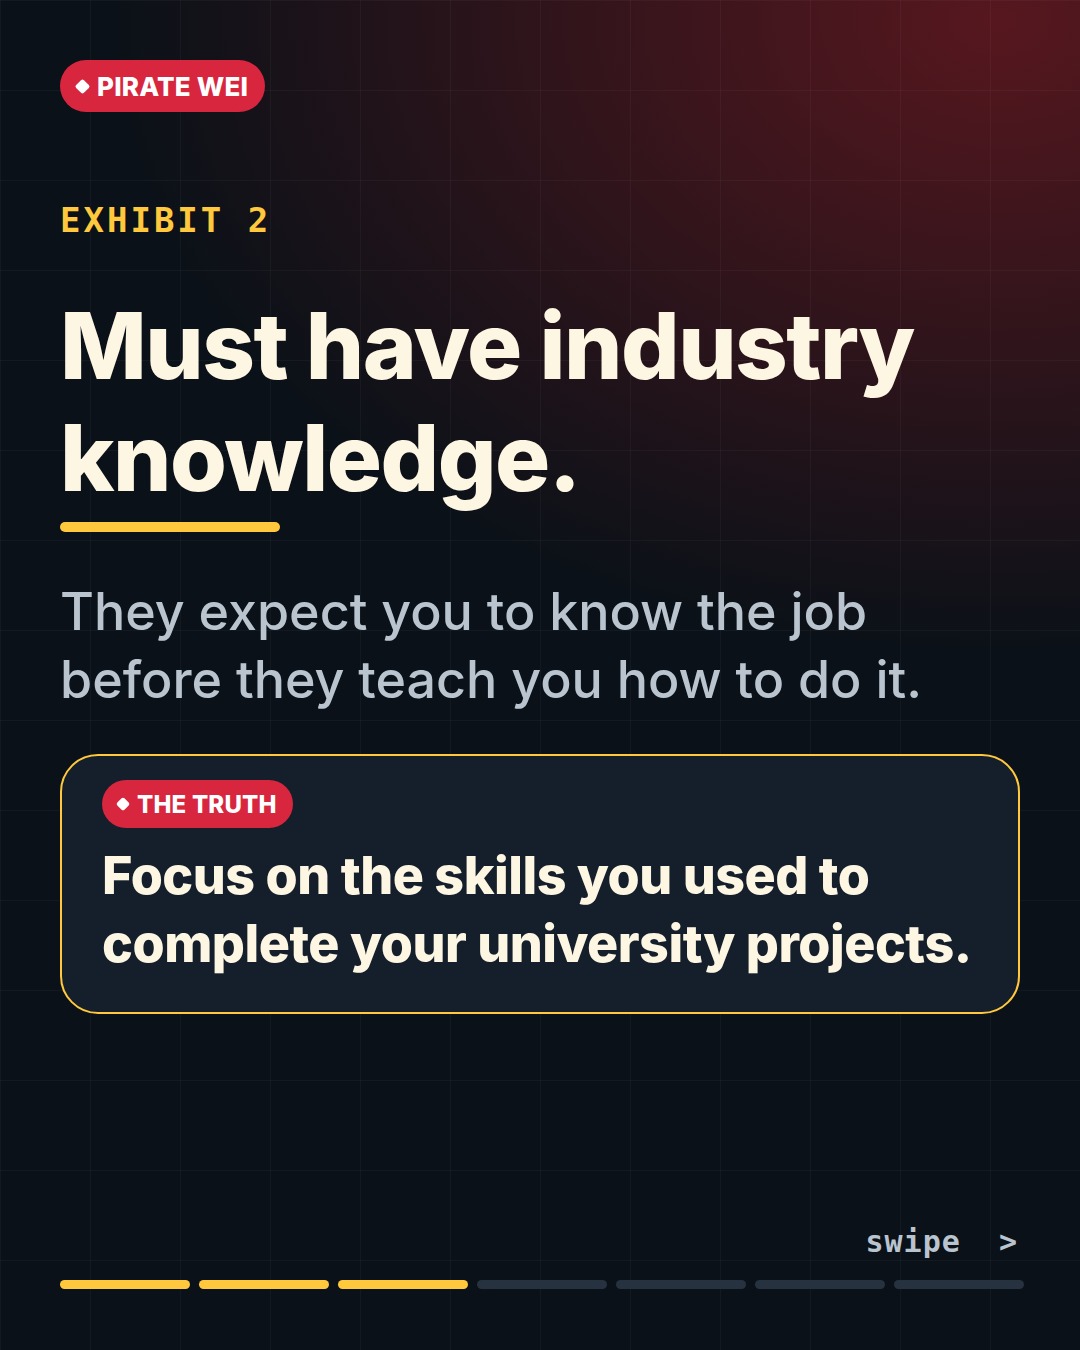 PIRATE WEI
EXHIBIT 2
Must have industry
knowledge.
They expect you to know the job
before they teach you how to do it.
THE TRUTH
Focus on the skills you used to
complete your university projects.
swipe >